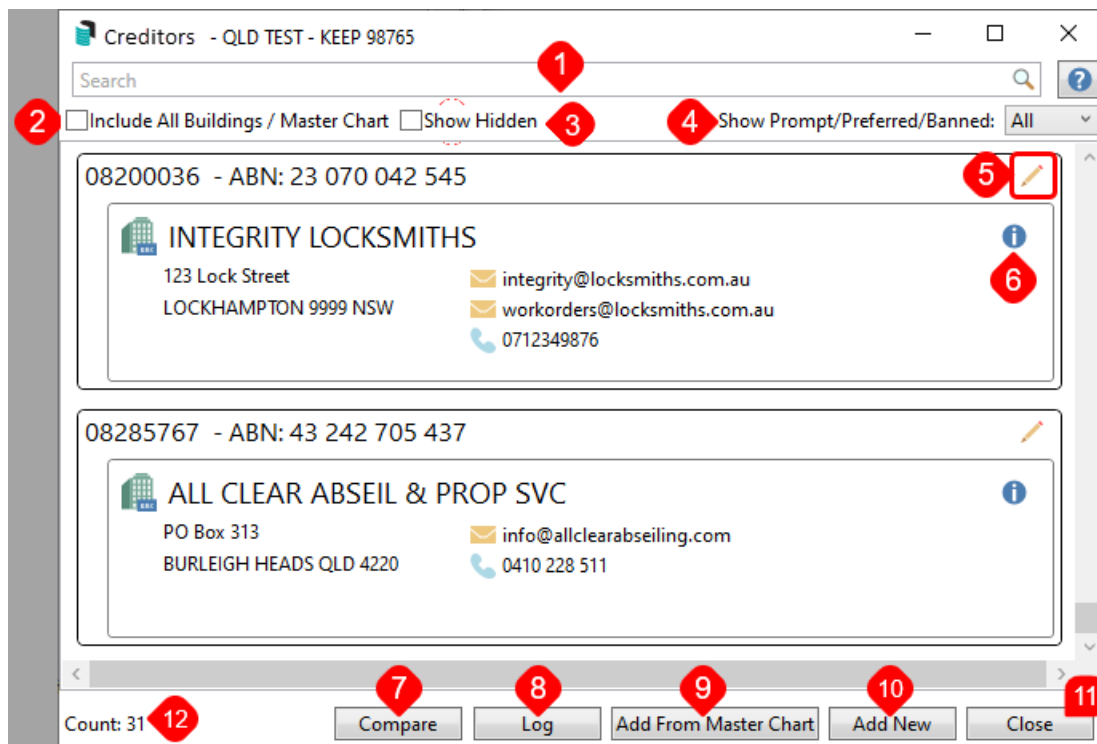 Creditors - QLD TEST - KEEP 98765
1
Search
?
2 Include All Buildings / Master Chart Show Hidden 3 4 Show Prompt/Preferred/Banned: All
08200036 - ABN: 23 070 042 545 5
INTEGRITY LOCKSMITHS i
6
123 Lock Street integrity@locksmiths.com.au
LOCKHAMPTON 9999 NSW workorders@locksmiths.com.au
0712349876
08285767 - ABN: 43 242 705 437
ALL CLEAR ABSEIL & PROP SVC i
PO Box 313 info@allclearabseiling.com
BURLEIGH HEADS QLD 4220 0410 228 511
7 8 9 10 11
Count: 31 12 Compare Log Add From Master Chart Add New Close